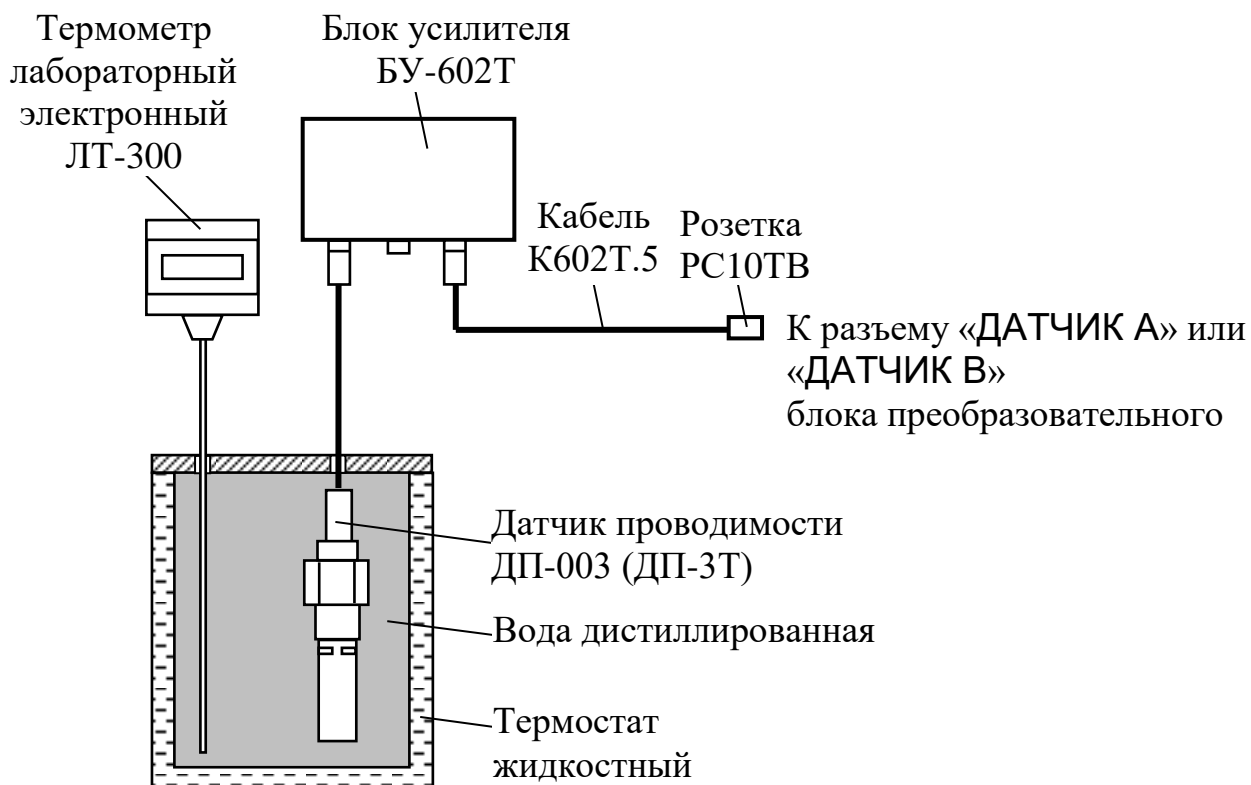 Термометр
лабораторный
электронный
ЛТ-300
Блок усилителя
БУ-602Т
Кабель
К602Т.5
Розетка
РС10ТВ
К разъему «ДАТЧИК А» или
«ДАТЧИК В»
блока преобразовательного
Датчик проводимости
ДП-003 (ДП-3Т)
Вода дистиллированная
Термостат
жидкостный